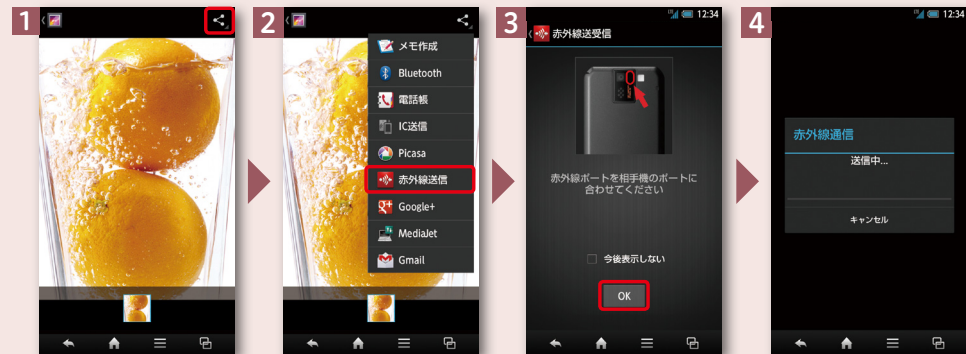 1
2
メモ作成
Bluetooth
電話帳
IC送信
Picasa
赤外線送信
Google+
MediaJet
Gmail
3
12:34
赤外線送受信
赤外線ポートを相手機のポートに
合わせてください
今後表示しない
OK
4
12:34
赤外線通信
送信中...
キャンセル